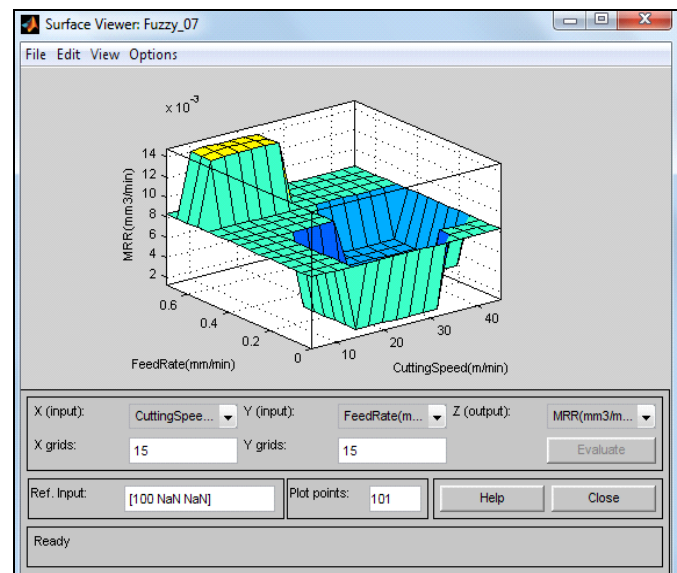 Surface Viewer: Fuzzy_07
File Edit View Options
x 10-3
14
12
10
8
6
4
2
MRR(mm3/min)
0.6
0.4
0.2
0
FeedRate(mm/min)
10
20
30
40
CuttingSpeed(m/min)
X (input): CuttingSpee... Y (input): FeedRate(m... Z (output): MRR(mm3/m...
X grids: 15 Y grids: 15 Evaluate
Ref. Input: [100 NaN NaN] Plot points: 101 Help Close
Ready